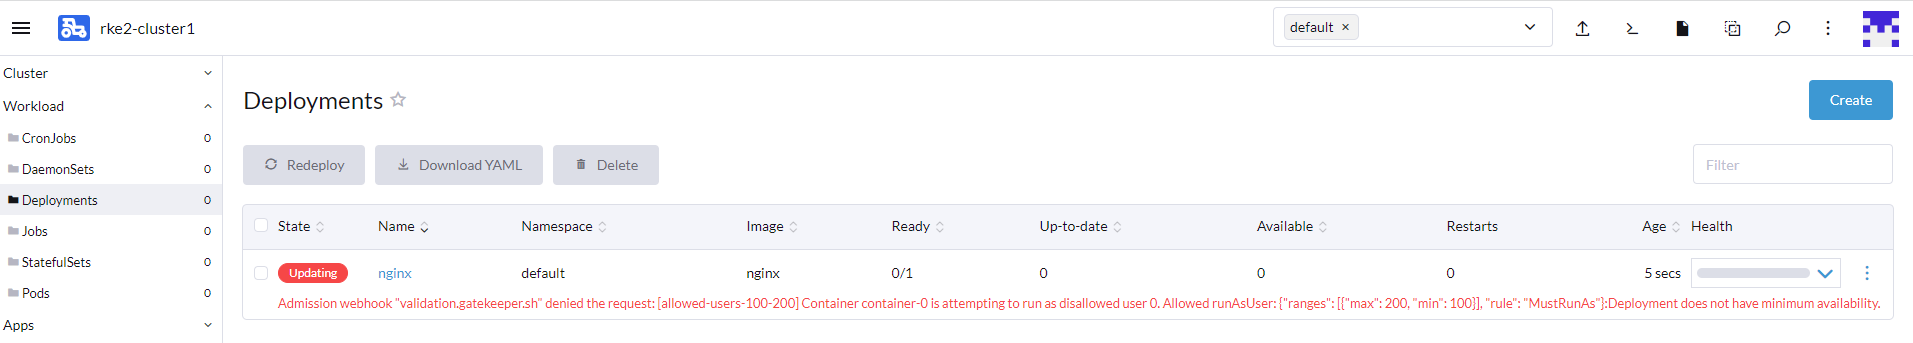 rke2-cluster1
default ×
Cluster
Workload
CronJobs 0
DaemonSets 0
Deployments 0
Jobs 0
StatefulSets 0
Pods 0
Apps
Deployments
Create
Redeploy
Download YAML
Delete
Filter
State Name Namespace Image Ready Up-to-date Available Restarts Age Health
Updating nginx default nginx 0/1 0 0 0 5 secs
Admission webhook "validation.gatekeeper.sh" denied the request: [allowed-users-100-200] Container container-0 is attempting to run as disallowed user 0. Allowed runAsUser: {"ranges": [{"max": 200, "min": 100}], "rule": "MustRunAs"}:Deployment does not have minimum availability.